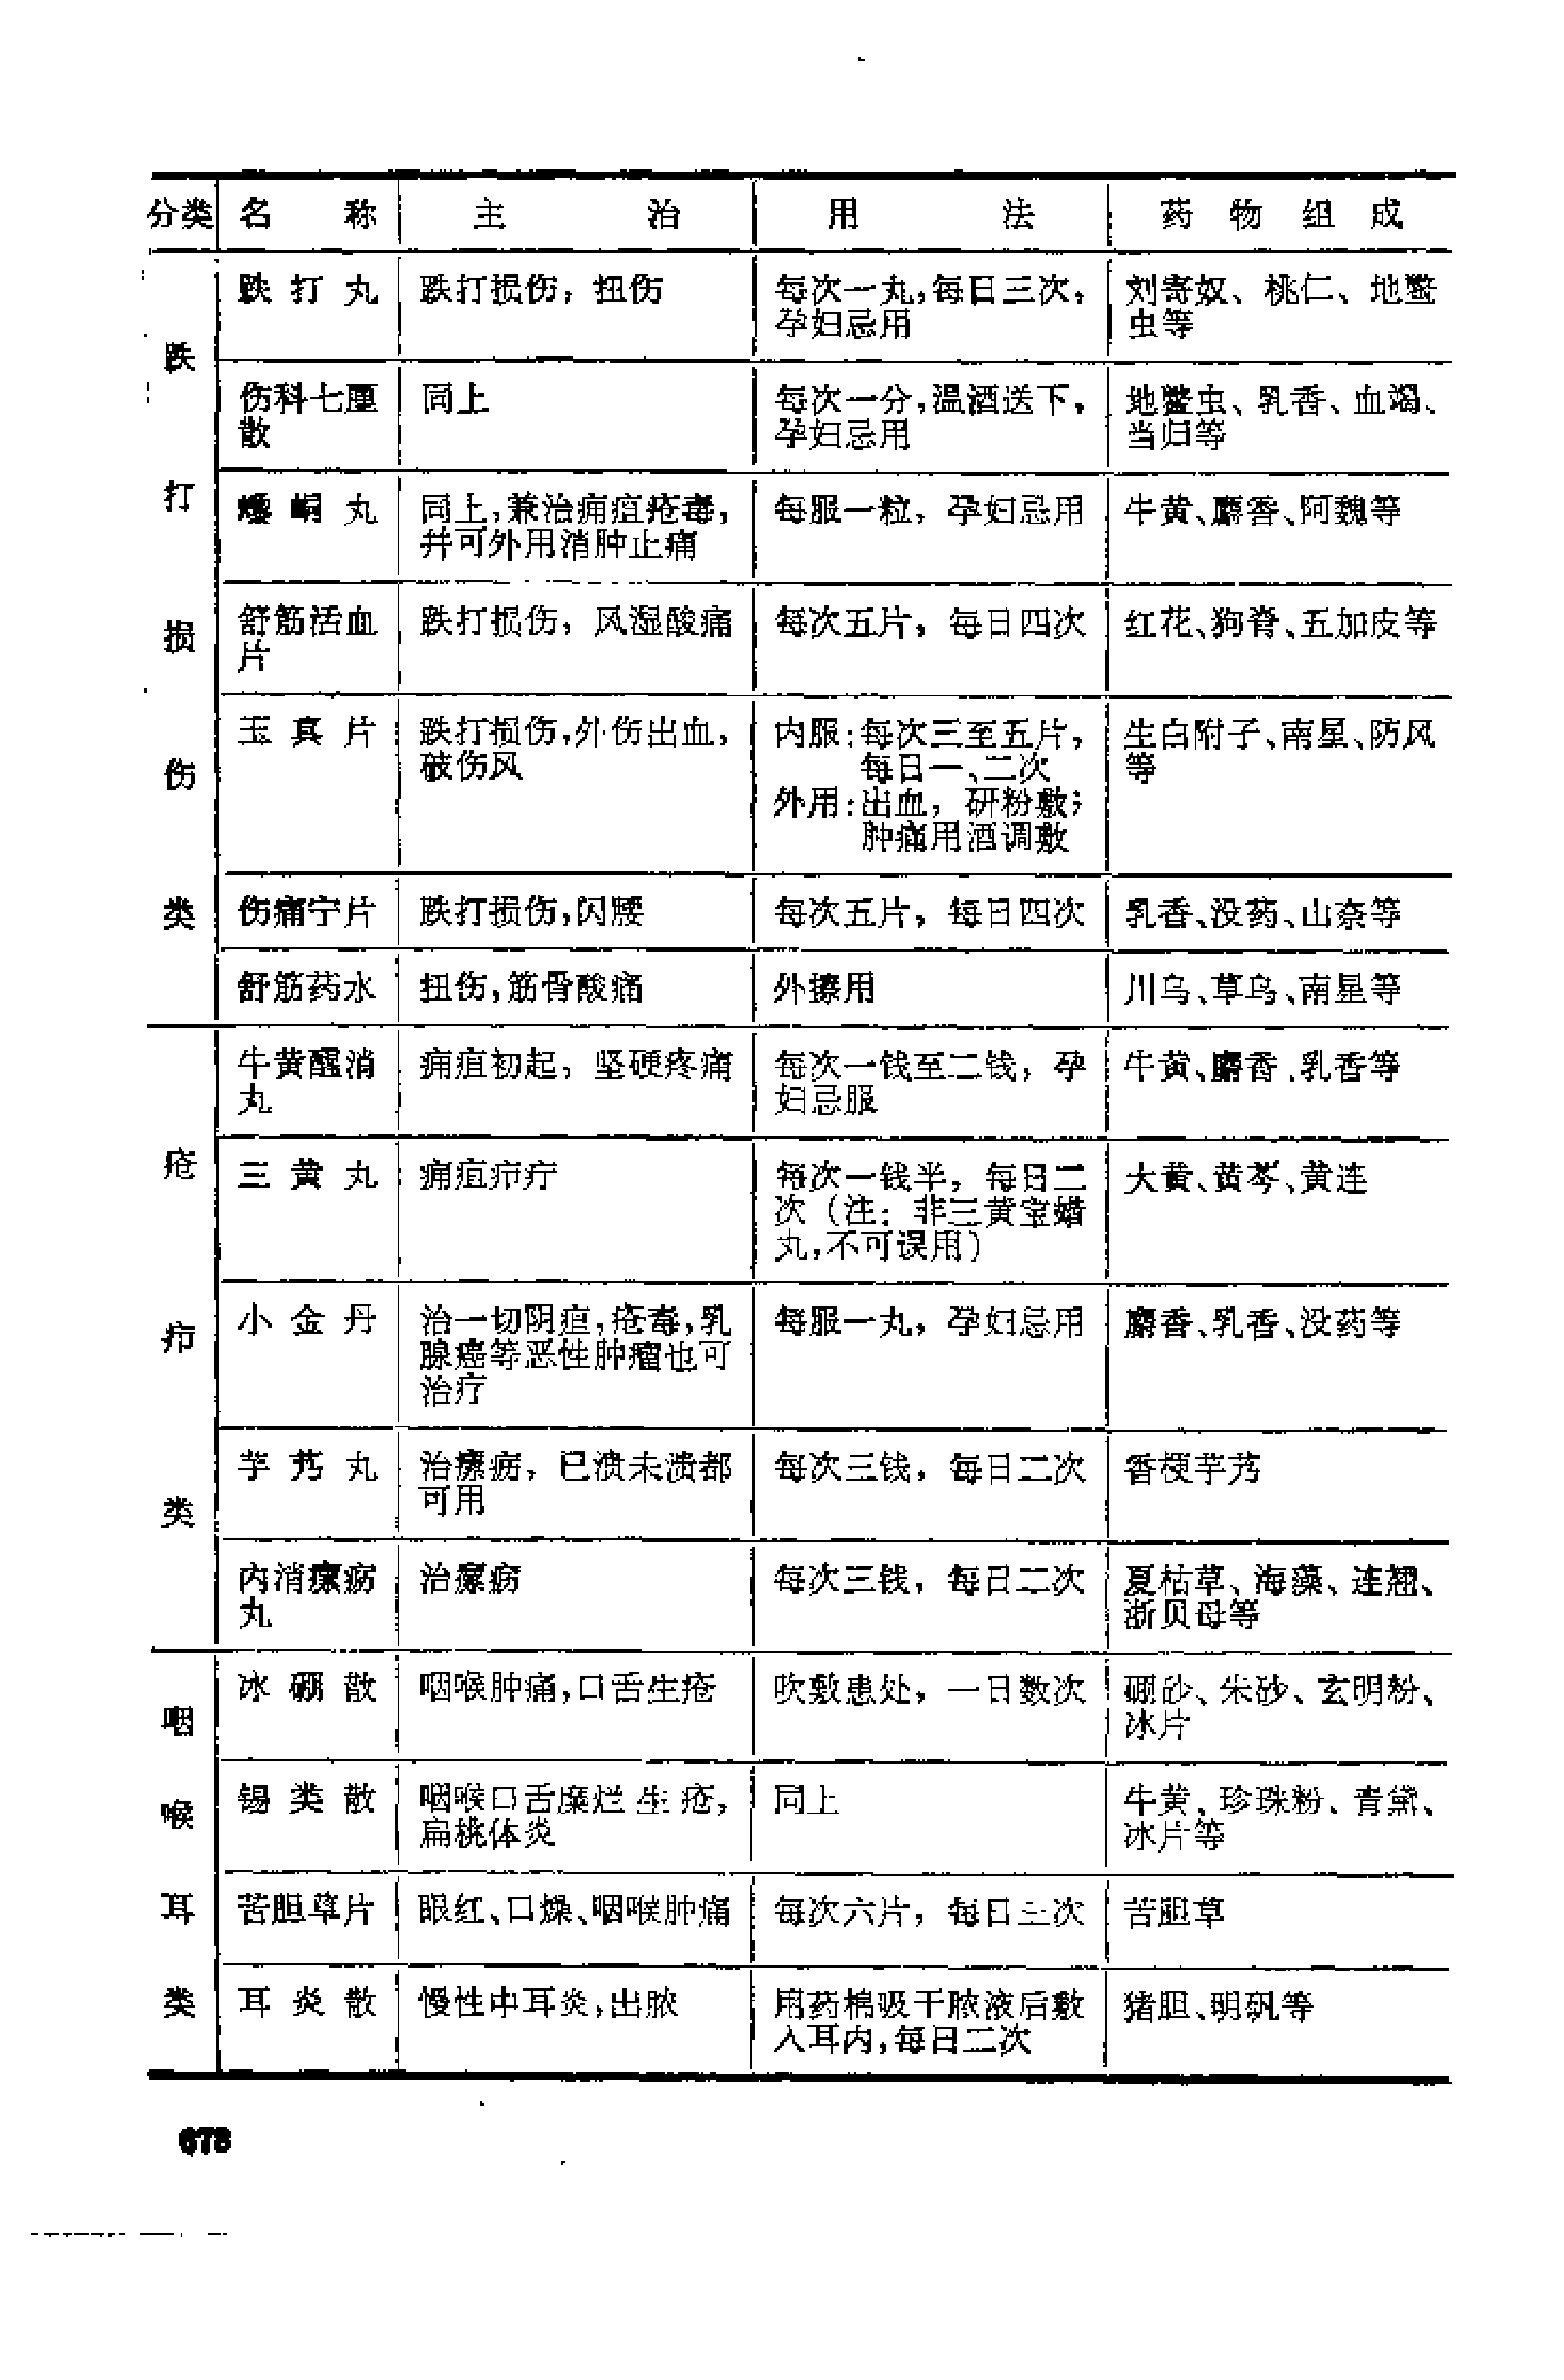 分类 名称 主治 用法 药物组成
跌打损伤类
跌打丸 跌打损伤，扭伤 每次一丸，每日三次，孕妇忌用 刘寄奴、桃仁、地鳖虫等
伤科七厘散 同上 每次一分，温酒送下，孕妇忌用 地鳖虫、乳香、血竭、当归等
丸 同上，兼治痈疽疮毒，并可外用消肿止痛 每服一粒，孕妇忌用 牛黄、麝香、阿魏等
舒筋活血片 跌打损伤，风湿酸痛 每次五片，每日四次 红花、狗脊、五加皮等
玉真片 跌打损伤，外伤出血，破伤风 内服：每次三至五片，每日一、二次 外用：出血，研粉敷；肿痛用酒调敷 生白附子、南星、防风等
伤痛宁片 跌打损伤，闪腰 每次五片，每日四次 乳香、没药、山柰等
舒筋药水 扭伤，筋骨酸痛 外擦用 川乌、草乌、南星等
疮疖类
牛黄醒消丸 痈疽初起，坚硬疼痛 每次一钱至二钱，孕妇忌服 牛黄、麝香、乳香等
三黄丸 痈疽疖疔 每次一钱半，每日二次（注：非三黄宝蜡丸，不可误用） 大黄、黄芩、黄连
小金丹 治一切阴疽，疮毒，乳腺癌等恶性肿瘤也可治疗 每服一丸，孕妇忌用 麝香、乳香、没药等
芋艿丸 治瘰疬，已溃未溃都可用 每次三钱，每日二次 香梗芋艿
内消瘰疬丸 治瘰疬 每次三钱，每日二次 夏枯草、海藻、连翘、浙贝母等
咽喉耳类
冰硼散 咽喉肿痛，口舌生疮 吹敷患处，一日数次 硼砂、朱砂、玄明粉、冰片
锡类散 咽喉口舌糜烂生疮，扁桃体炎 同上 牛黄、珍珠粉、青黛、冰片等
苦胆草片 眼红、口燥、咽喉肿痛 每次六片，每日三次 苦胆草
耳炎散 慢性中耳炎，出脓 用药棉吸干脓液后敷入耳内，每日二次 猪胆、明矾等
678